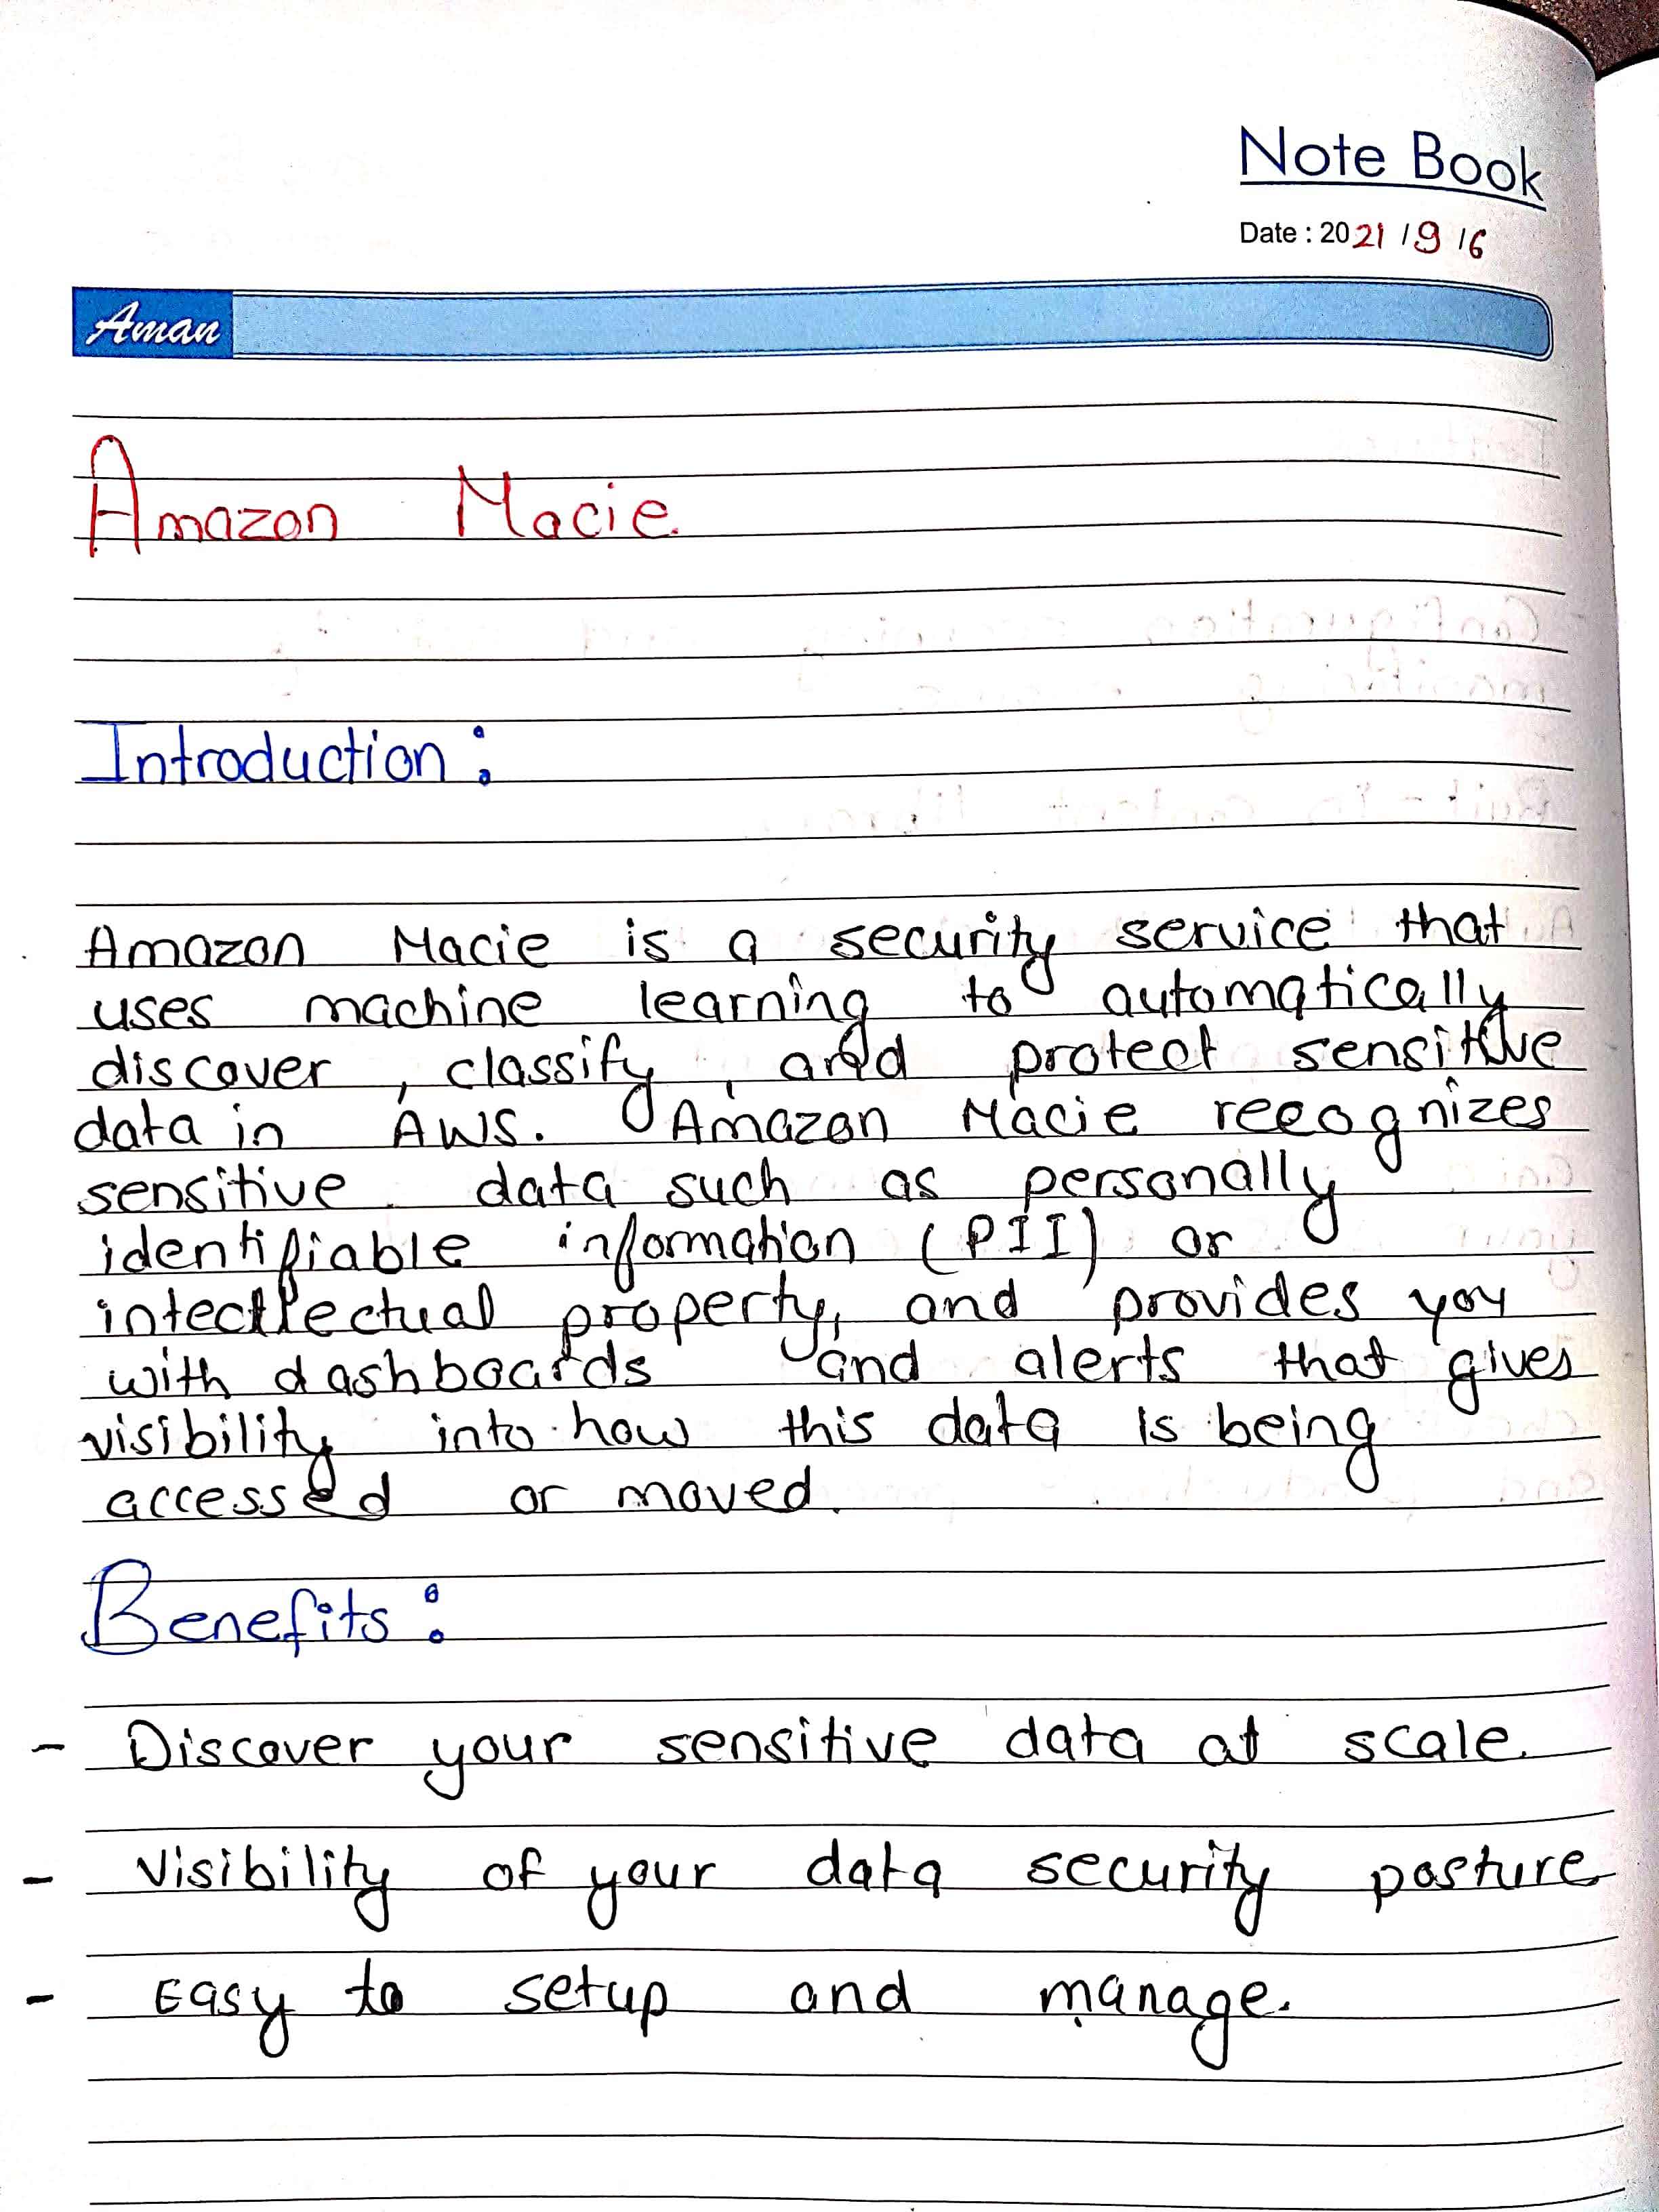 Note Book
Date : 2021 / 9 / 6
Aman
Amazon Macie
Introduction :
Amazon Macie is a security service that
uses machine learning to automatically
discover , classify , and protect sensitive
data in AWS. Amazon Macie recognizes
sensitive data such as personally
identifiable information (PII) or
intectllectual property, and provides you
with dashboards and alerts that gives
visibility into how this data is being
accessed or moved.
Benefits :
- Discover your sensitive data at scale.
- Visibility of your data security posture
- Easy to setup and manage.